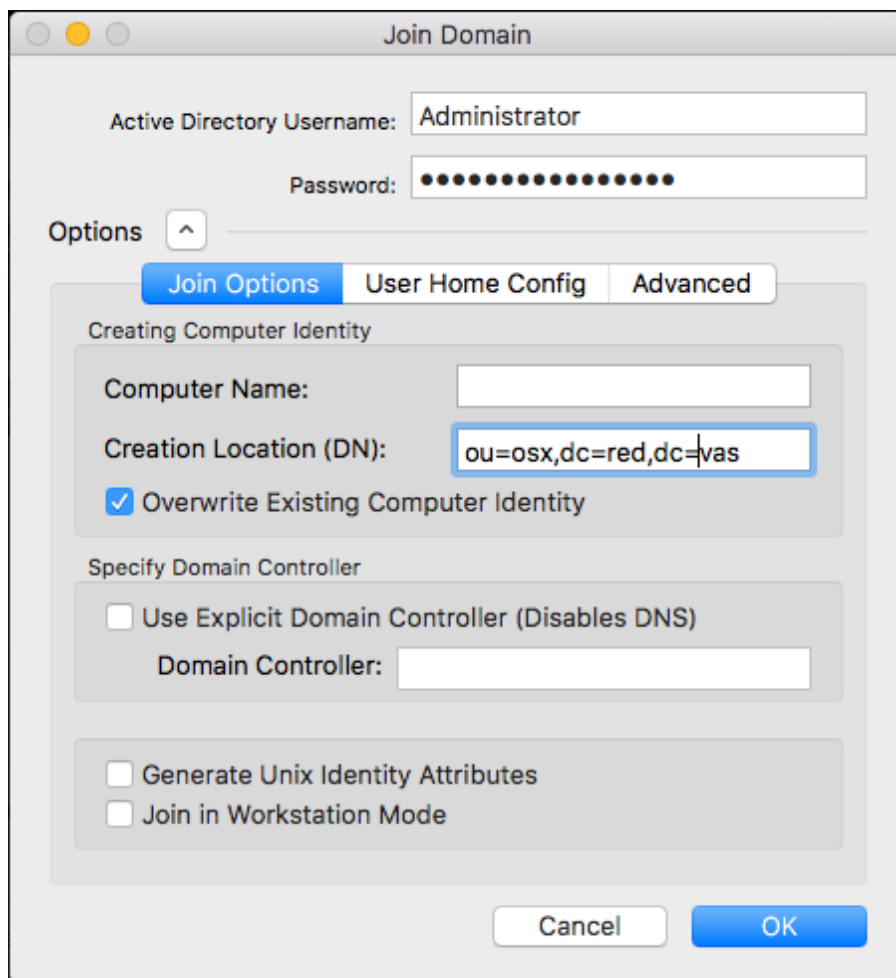 Join Domain
Active Directory Username: Administrator
Password: ••••••••••••••••
Options
Join Options User Home Config Advanced
Creating Computer Identity
Computer Name:
Creation Location (DN): ou=osx,dc=red,dc=vas
Overwrite Existing Computer Identity
Specify Domain Controller
Use Explicit Domain Controller (Disables DNS)
Domain Controller:
Generate Unix Identity Attributes
Join in Workstation Mode
Cancel OK